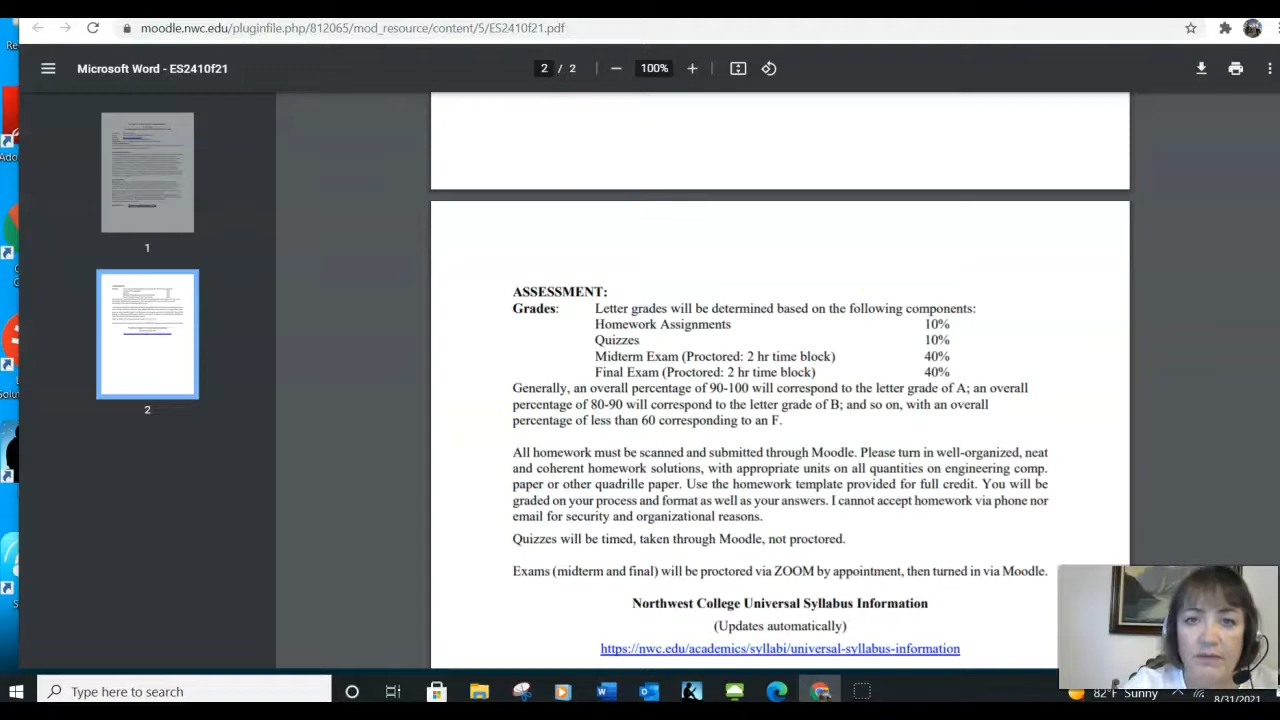 moodle.nwc.edu/pluginfile.php/812065/mod_resource/content/5/ES2410f21.pdf
Microsoft Word - ES2410f21
2 / 2
100%
1
2
ASSESSMENT:
Grades: Letter grades will be determined based on the following components:
Homework Assignments 10%
Quizzes 10%
Midterm Exam (Proctored: 2 hr time block) 40%
Final Exam (Proctored: 2 hr time block) 40%
Generally, an overall percentage of 90-100 will correspond to the letter grade of A; an overall
percentage of 80-90 will correspond to the letter grade of B; and so on, with an overall
percentage of less than 60 corresponding to an F.
All homework must be scanned and submitted through Moodle. Please turn in well-organized, neat
and coherent homework solutions, with appropriate units on all quantities on engineering comp.
paper or other quadrille paper. Use the homework template provided for full credit. You will be
graded on your process and format as well as your answers. I cannot accept homework via phone nor
email for security and organizational reasons.
Quizzes will be timed, taken through Moodle, not proctored.
Exams (midterm and final) will be proctored via ZOOM by appointment, then turned in via Moodle.
Northwest College Universal Syllabus Information
(Updates automatically)
https://nwc.edu/academics/syllabi/universal-syllabus-information
Type here to search
82°F Sunny
8/31/2021